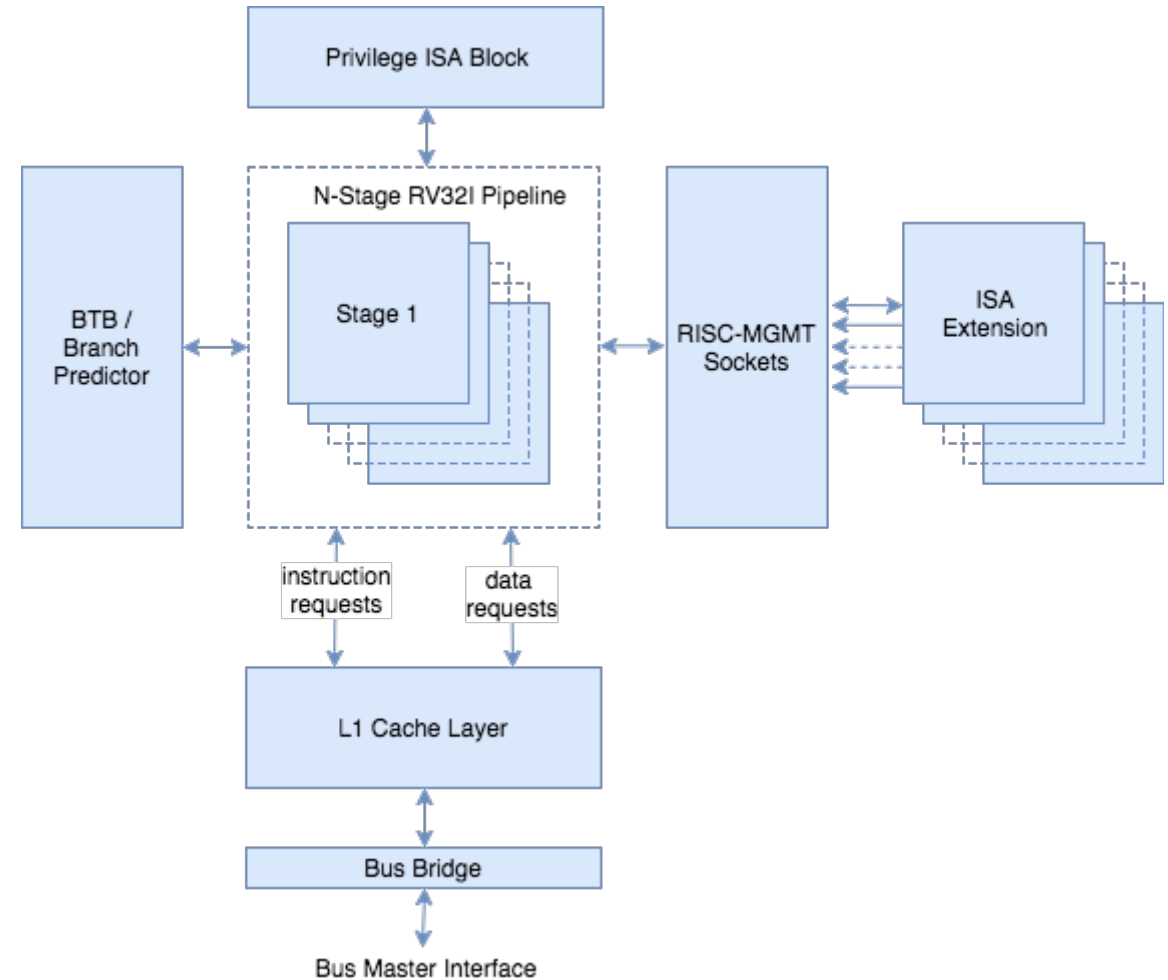 Privilege ISA Block
N-Stage RV32I Pipeline
Stage 1
BTB /
Branch
Predictor
RISC-MGMT
Sockets
ISA
Extension
instruction
requests
data
requests
L1 Cache Layer
Bus Bridge
Bus Master Interface